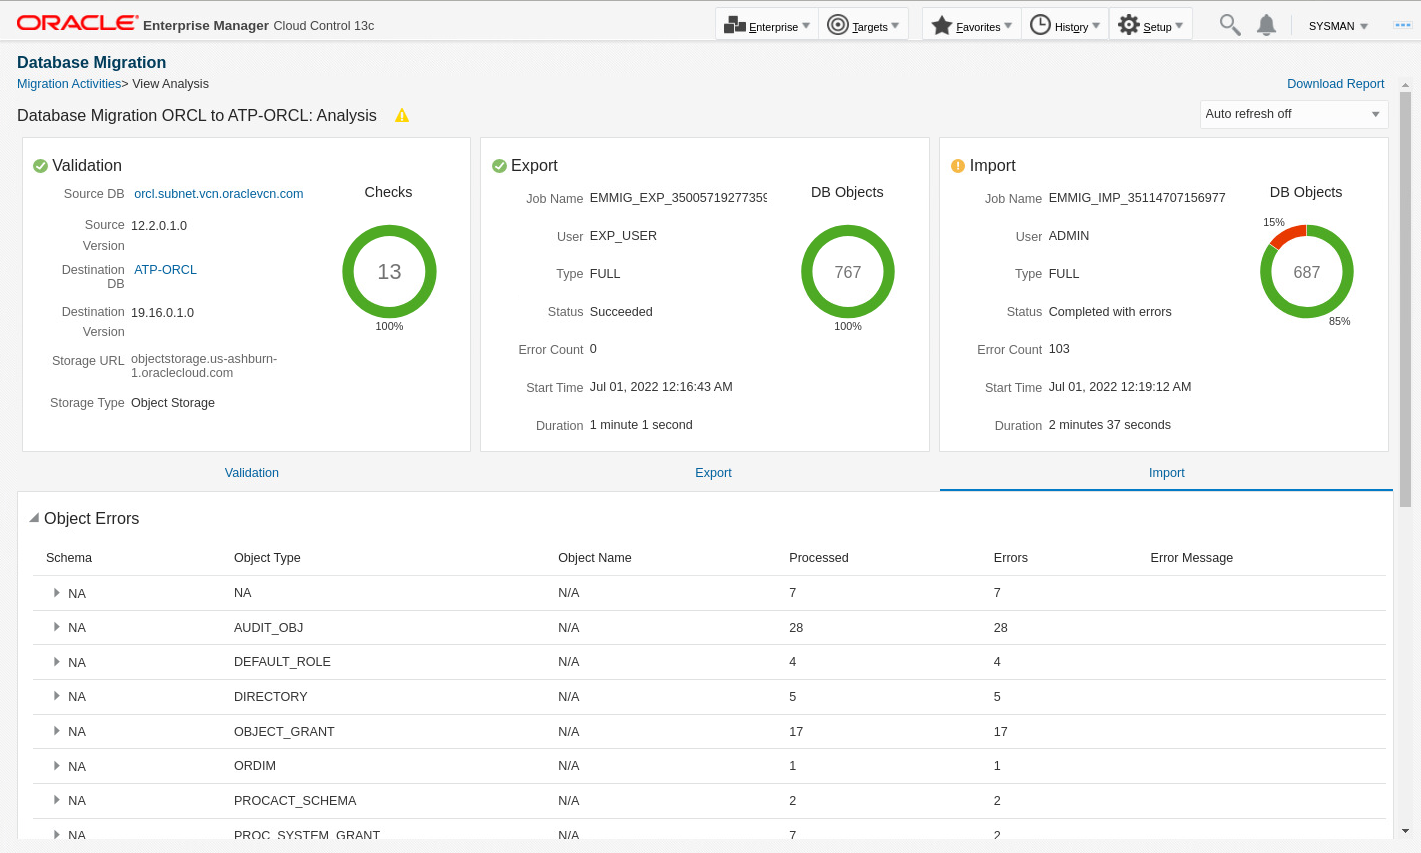 ORACLE Enterprise Manager Cloud Control 13c
Enterprise Targets Favorites History Setup SYSMAN
Database Migration
Migration Activities> View Analysis
Download Report
Database Migration ORCL to ATP-ORCL: Analysis
Auto refresh off
Validation
Source DB orcl.subnet.vcn.oraclevcn.com
Source Version 12.2.0.1.0
Destination DB ATP-ORCL
Destination Version 19.16.0.1.0
Storage URL objectstorage.us-ashburn-
1.oraclecloud.com
Storage Type Object Storage
Checks
13
100%
Export
Job Name EMMIG_EXP_35005719277359
User EXP_USER
Type FULL
Status Succeeded
Error Count 0
Start Time Jul 01, 2022 12:16:43 AM
Duration 1 minute 1 second
DB Objects
767
100%
Import
Job Name EMMIG_IMP_35114707156977
User ADMIN
Type FULL
Status Completed with errors
Error Count 103
Start Time Jul 01, 2022 12:19:12 AM
Duration 2 minutes 37 seconds
DB Objects
15%
687
85%
Validation Export Import
Object Errors
Schema Object Type Object Name Processed Errors Error Message
NA NA N/A 7 7
NA AUDIT_OBJ N/A 28 28
NA DEFAULT_ROLE N/A 4 4
NA DIRECTORY N/A 5 5
NA OBJECT_GRANT N/A 17 17
NA ORDIM N/A 1 1
NA PROCACT_SCHEMA N/A 2 2
NA PROC_SYSTEM_GRANT N/A 7 2